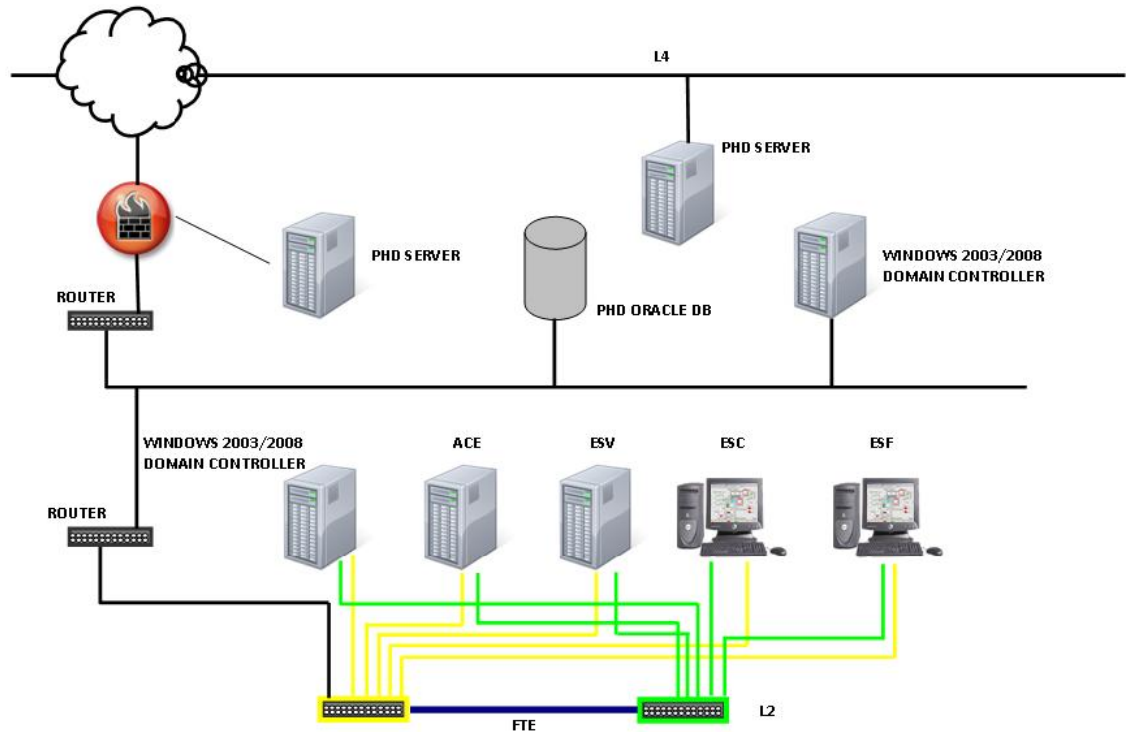 L4
PHD SERVER
PHD SERVER
WINDOWS 2003/2008
DOMAIN CONTROLLER
ROUTER
PHD ORACLE DB
WINDOWS 2003/2008
DOMAIN CONTROLLER
ACE
ESV
ESC
ESF
ROUTER
FTE
L2